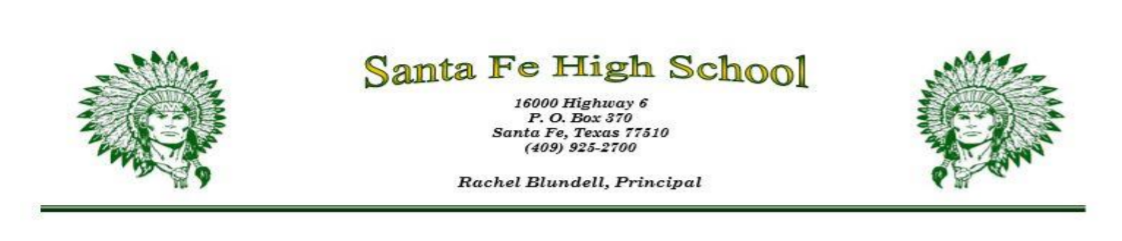 Santa Fe High School
16000 Highway 6
P. O. Box 370
Santa Fe, Texas 77510
(409) 925-2700
Rachel Blundell, Principal